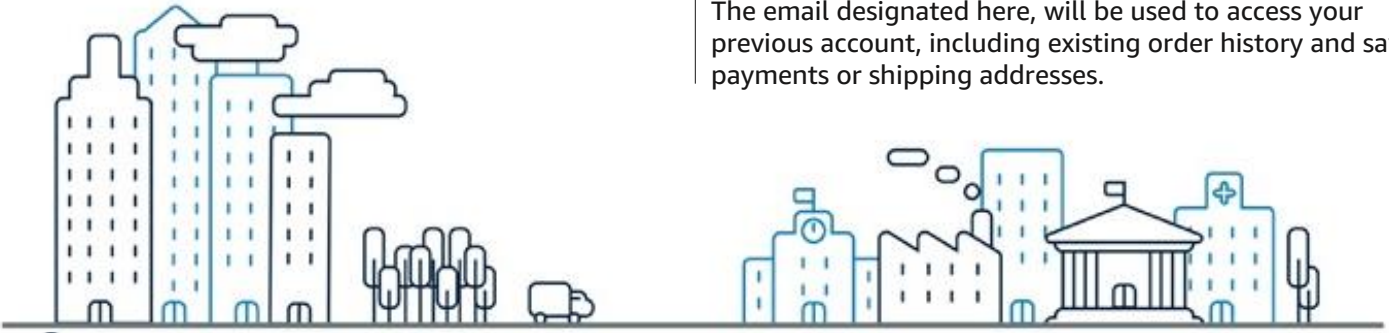 The email designated here, will be used to access your
previous account, including existing order history and sa
payments or shipping addresses.